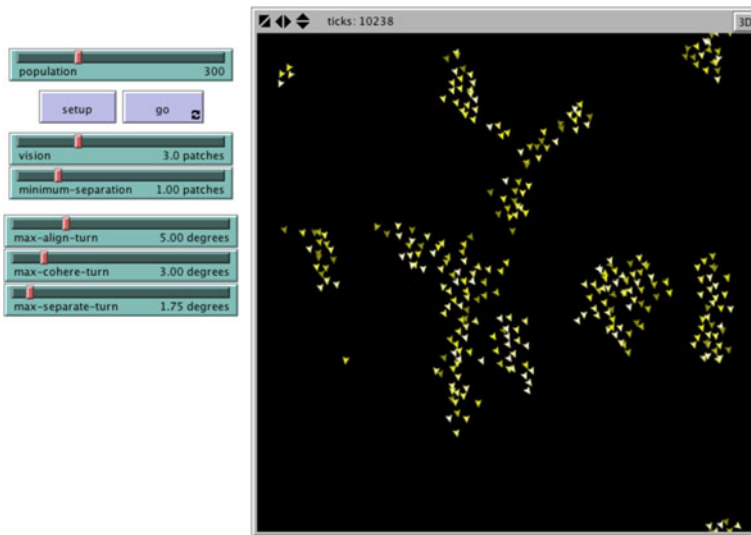 ticks: 10238
3D
population 300
setup
go
vision 3.0 patches
minimum-separation 1.00 patches
max-align-turn 5.00 degrees
max-cohere-turn 3.00 degrees
max-separate-turn 1.75 degrees